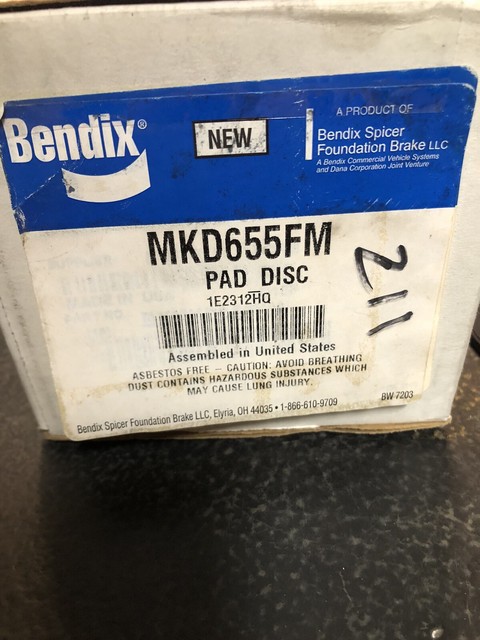 Bendix®
NEW
A PRODUCT OF
Bendix Spicer
Foundation Brake LLC
A Bendix Commercial Vehicle Systems
and Dana Corporation Joint Venture
MKD655FM
PAD DISC
1E2312HQ
211
Assembled in United States
ASBESTOS FREE – CAUTION: AVOID BREATHING
DUST CONTAINS HAZARDOUS SUBSTANCES WHICH
MAY CAUSE LUNG INJURY.
Bendix Spicer Foundation Brake LLC, Elyria, OH 44035 • 1-866-610-9709
BW 7203